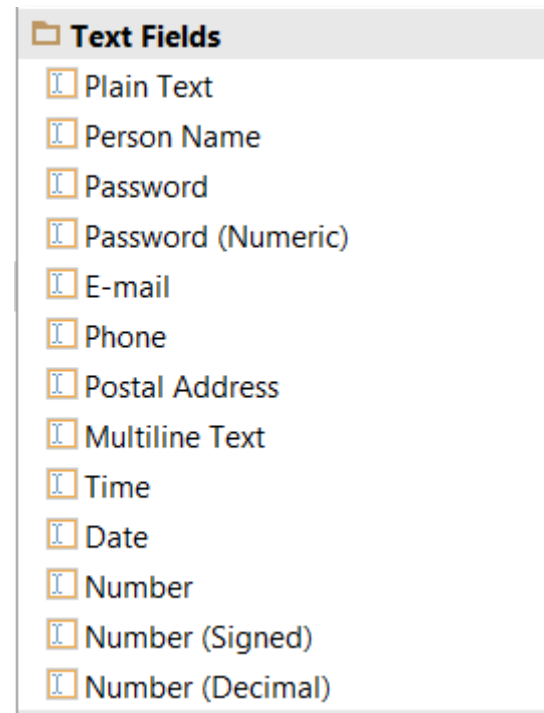 Text Fields
Plain Text
Person Name
Password
Password (Numeric)
E-mail
Phone
Postal Address
Multiline Text
Time
Date
Number
Number (Signed)
Number (Decimal)